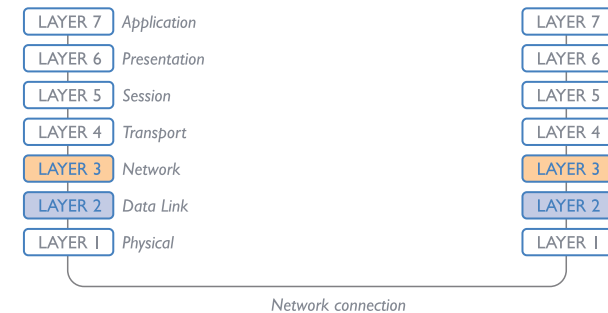 LAYER 7 Application LAYER 7
LAYER 6 Presentation LAYER 6
LAYER 5 Session LAYER 5
LAYER 4 Transport LAYER 4
LAYER 3 Network LAYER 3
LAYER 2 Data Link LAYER 2
LAYER 1 Physical LAYER 1
Network connection